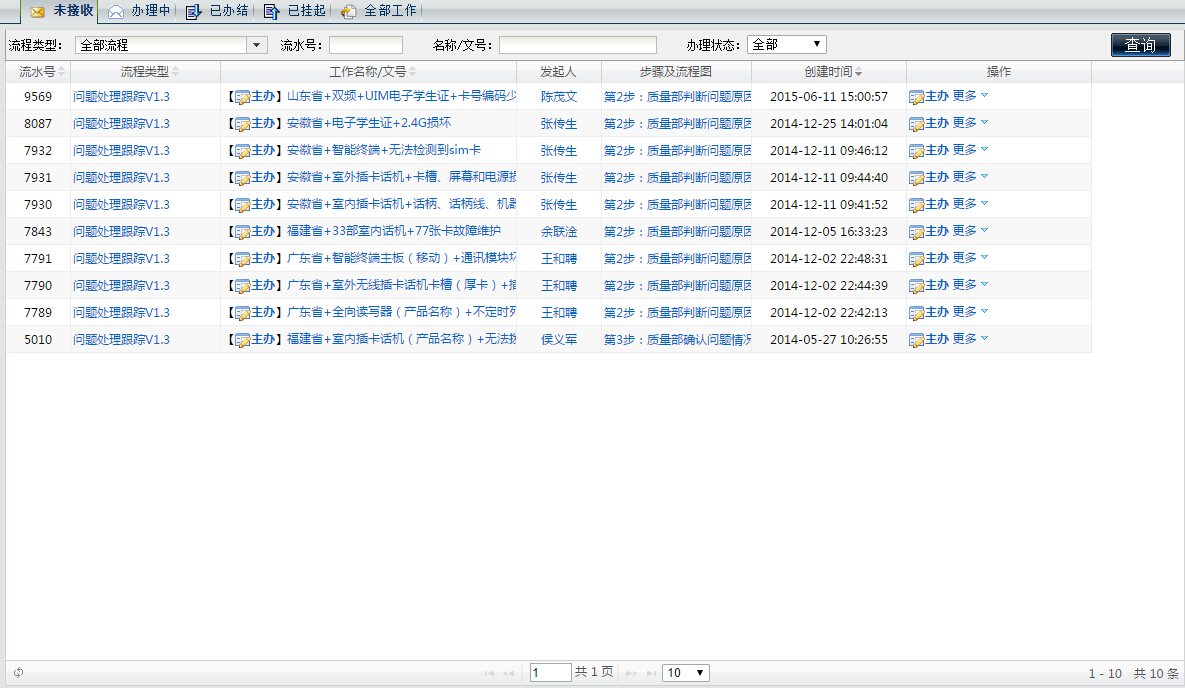 未接收 办理中 已办结 已挂起 全部工作
流程类型： 全部流程 流水号： 名称/文号： 办理状态： 全部 查询
流水号 流程类型 工作名称/文号 发起人 步骤及流程图 创建时间 操作
9569 问题处理跟踪V1.3 【主办】山东省+双频+UIM电子学生证+卡号编码少 陈茂文 第2步：质量部判断问题原因 2015-06-11 15:00:57 主办 更多
8087 问题处理跟踪V1.3 【主办】安徽省+电子学生证+2.4G损坏 张传生 第2步：质量部判断问题原因 2014-12-25 14:01:04 主办 更多
7932 问题处理跟踪V1.3 【主办】安徽省+智能终端+无法检测到sim卡 张传生 第2步：质量部判断问题原因 2014-12-11 09:46:12 主办 更多
7931 问题处理跟踪V1.3 【主办】安徽省+室外插卡话机+卡槽、屏幕和电源损 张传生 第2步：质量部判断问题原因 2014-12-11 09:44:40 主办 更多
7930 问题处理跟踪V1.3 【主办】安徽省+室内插卡话机+话柄、话柄线、机器 张传生 第2步：质量部判断问题原因 2014-12-11 09:41:52 主办 更多
7843 问题处理跟踪V1.3 【主办】福建省+33部室内话机+77张卡故障维护 余联淦 第2步：质量部判断问题原因 2014-12-05 16:33:23 主办 更多
7791 问题处理跟踪V1.3 【主办】广东省+智能终端主板（移动）+通讯模块坏 王和聘 第2步：质量部判断问题原因 2014-12-02 22:48:31 主办 更多
7790 问题处理跟踪V1.3 【主办】广东省+室外无线插卡话机卡槽（厚卡）+插 王和聘 第2步：质量部判断问题原因 2014-12-02 22:44:39 主办 更多
7789 问题处理跟踪V1.3 【主办】广东省+全向读写器（产品名称）+不定时死 王和聘 第2步：质量部判断问题原因 2014-12-02 22:42:13 主办 更多
5010 问题处理跟踪V1.3 【主办】福建省+室内插卡话机（产品名称）+无法拨 侯义军 第3步：质量部确认问题情况 2014-05-27 10:26:55 主办 更多
1 共 1 页 10 1 - 10 共 10 条